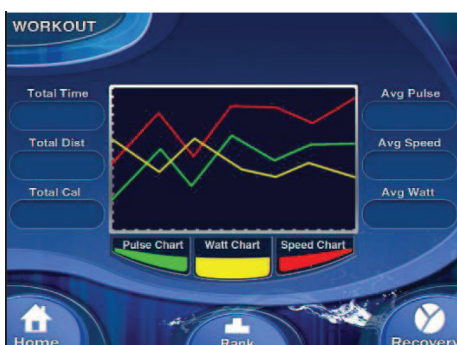 WORKOUT
Total Time
Avg Pulse
Total Dist
Avg Speed
Total Cal
Avg Watt
Pulse Chart
Watt Chart
Speed Chart
Home
Rank
Recovery